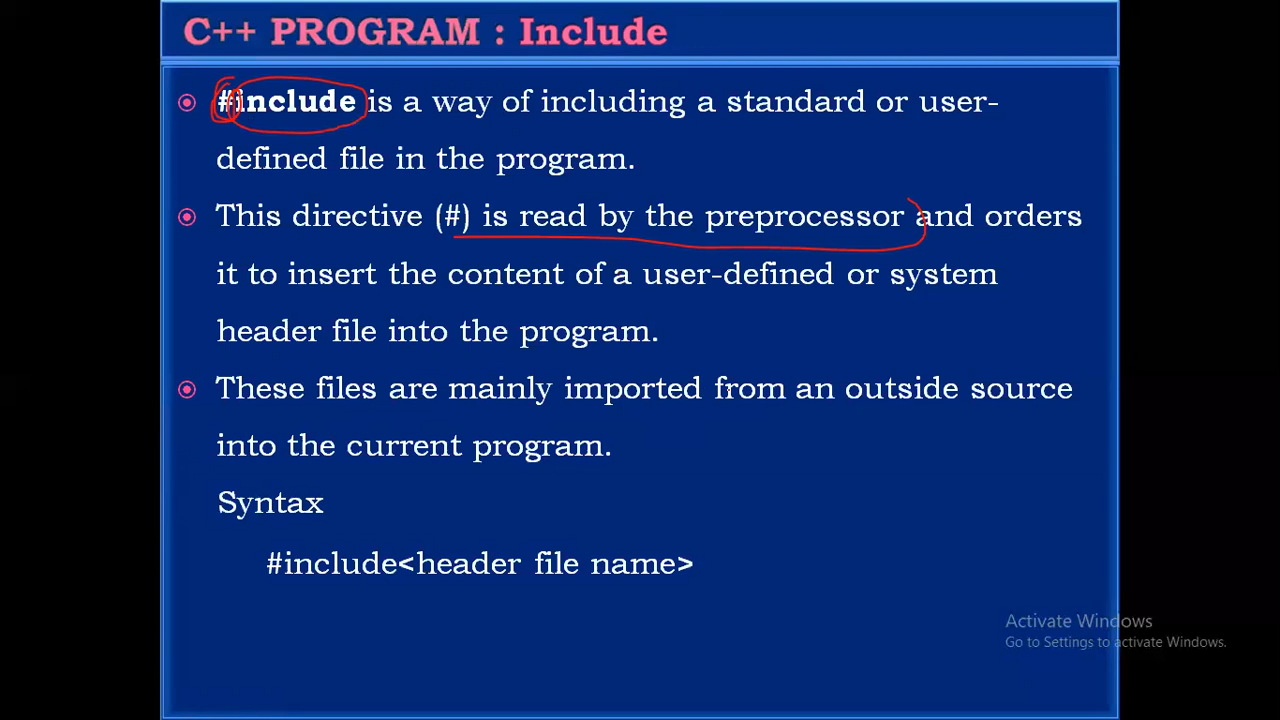 C++ PROGRAM : Include
#include is a way of including a standard or user-
defined file in the program.
This directive (#) is read by the preprocessor and orders
it to insert the content of a user-defined or system
header file into the program.
These files are mainly imported from an outside source
into the current program.
Syntax
#include<header file name>
Activate Windows
Go to Settings to activate Windows.